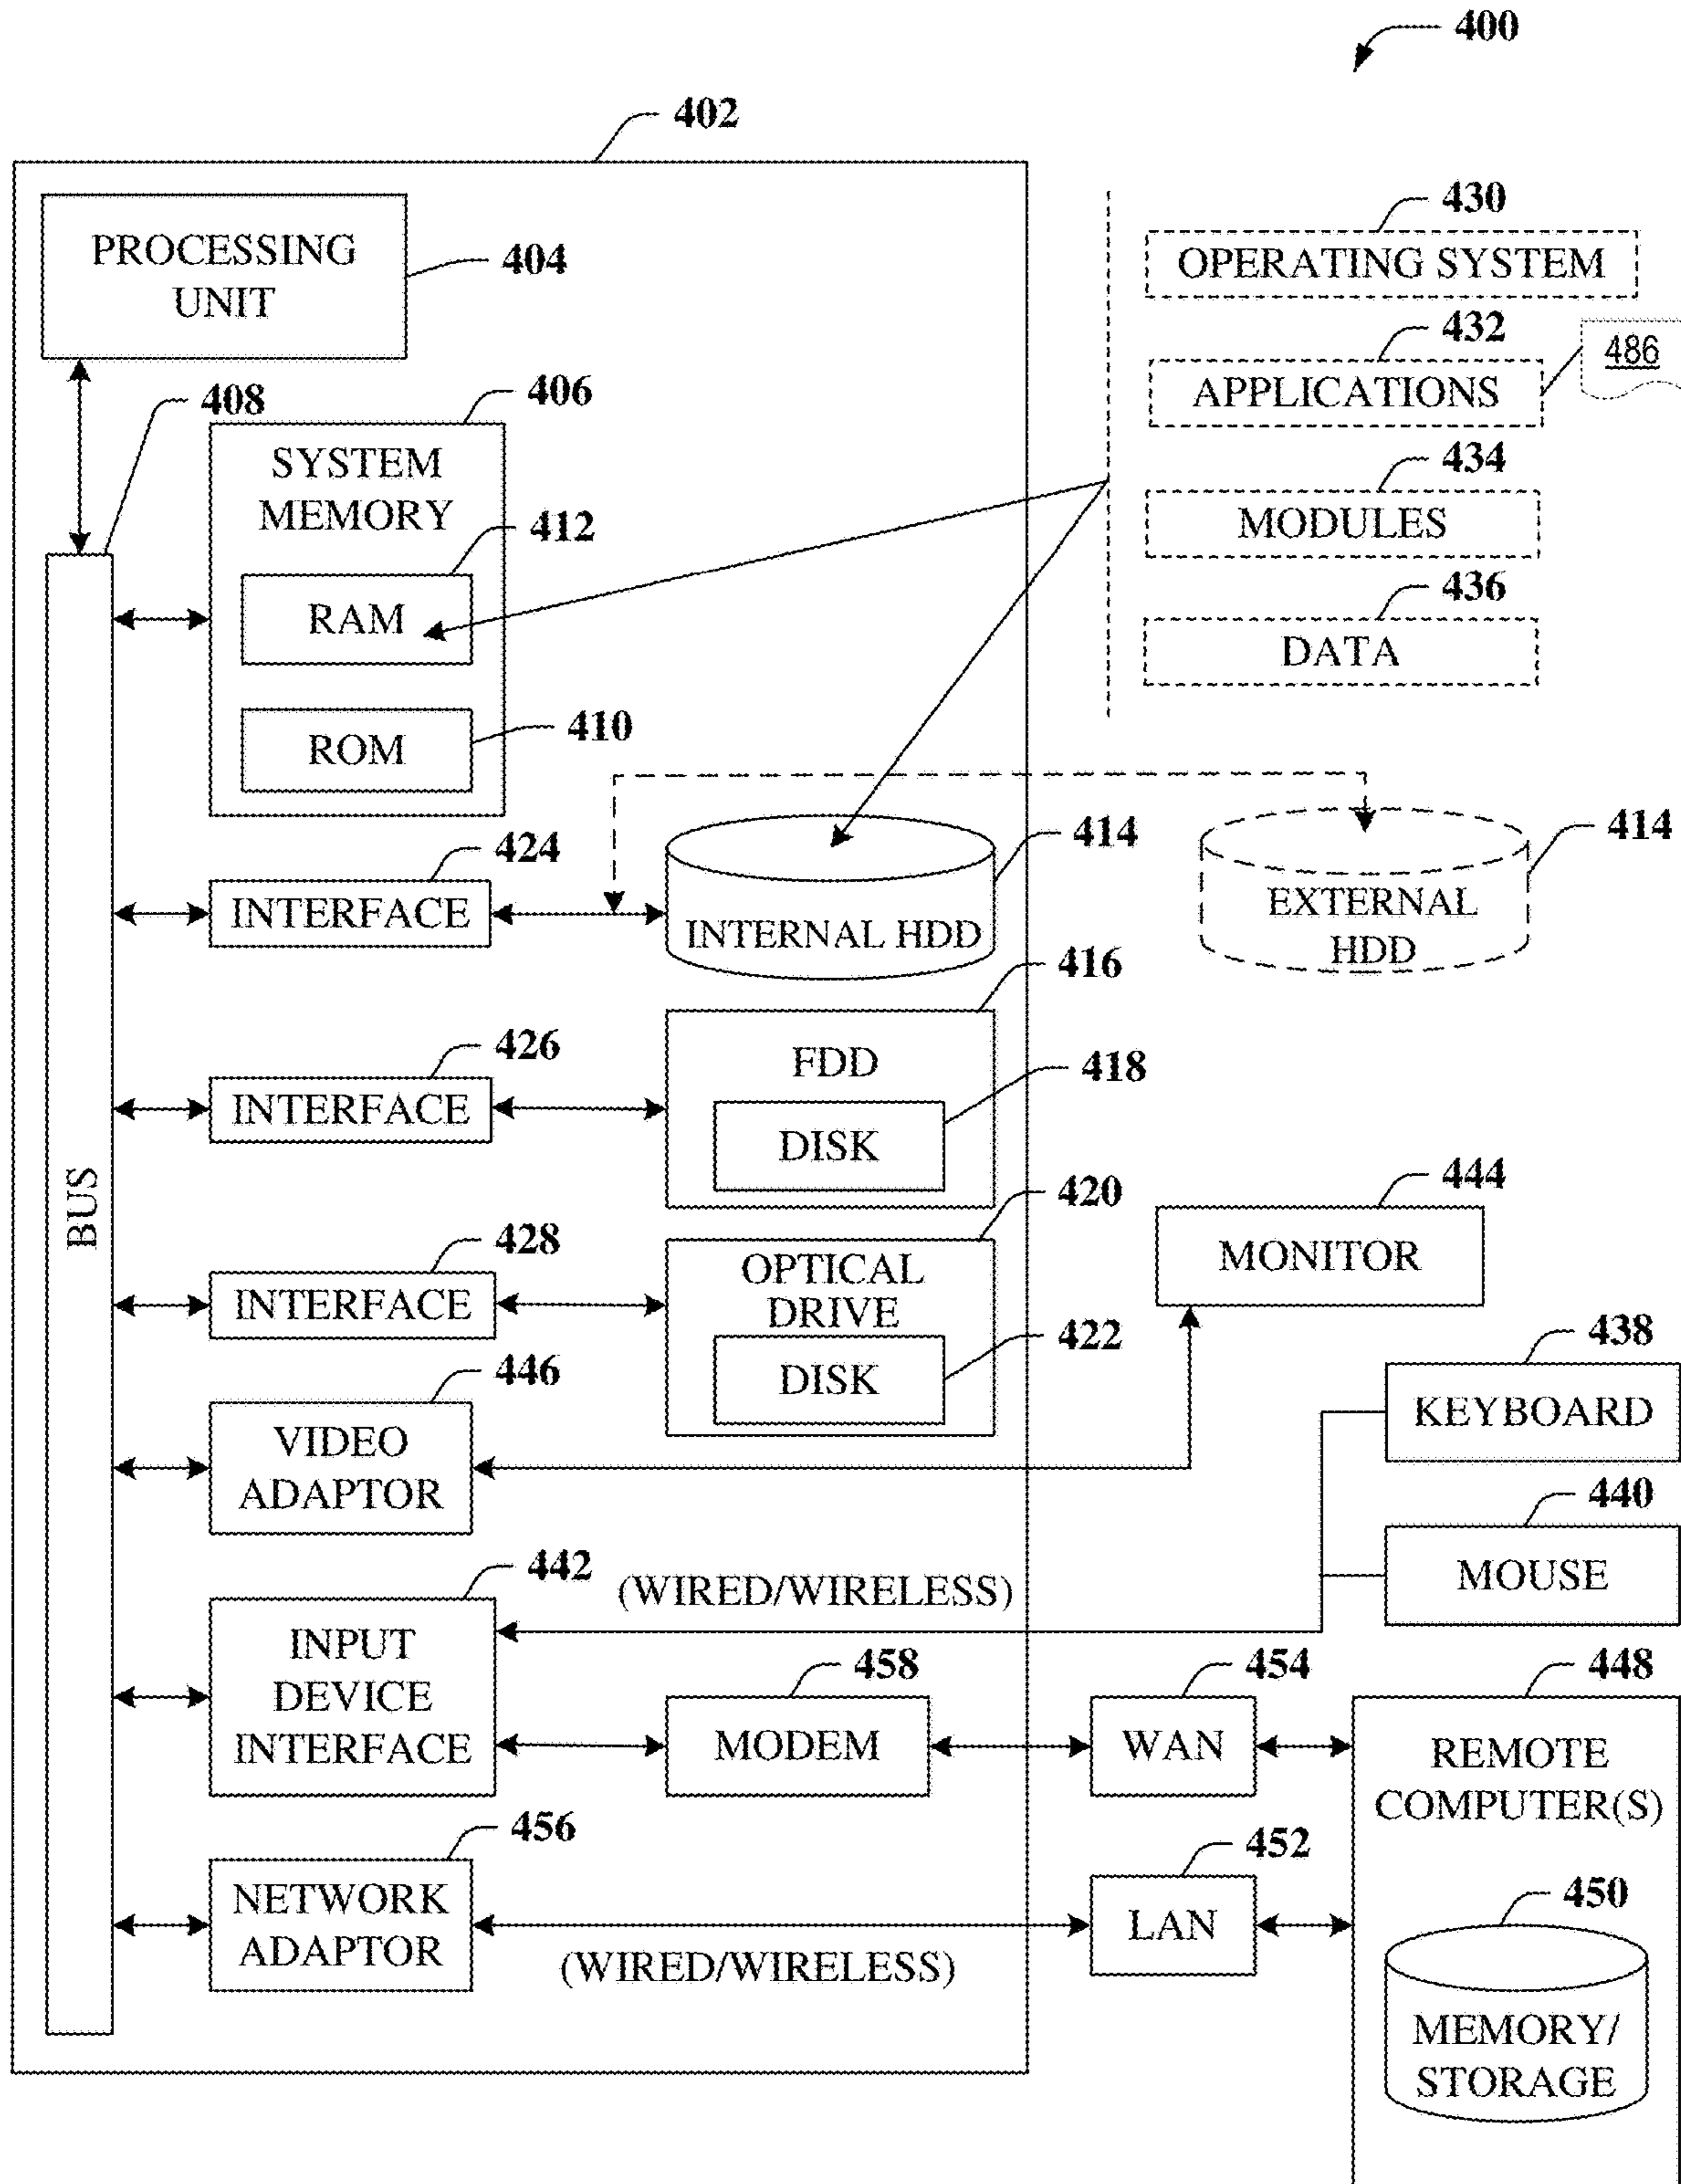 400
402
PROCESSING
UNIT
404
430
OPERATING SYSTEM
432
APPLICATIONS
486
434
MODULES
436
DATA
408
406
SYSTEM
MEMORY
412
RAM
410
ROM
424
INTERFACE
414
INTERNAL HDD
414
EXTERNAL
HDD
416
FDD
418
DISK
426
INTERFACE
BUS
420
OPTICAL
DRIVE
422
DISK
428
INTERFACE
444
MONITOR
446
VIDEO
ADAPTOR
438
KEYBOARD
440
MOUSE
442
(WIRED/WIRELESS)
INPUT
DEVICE
INTERFACE
458
MODEM
454
WAN
448
REMOTE
COMPUTER(S)
456
NETWORK
ADAPTOR
(WIRED/WIRELESS)
452
LAN
450
MEMORY/
STORAGE